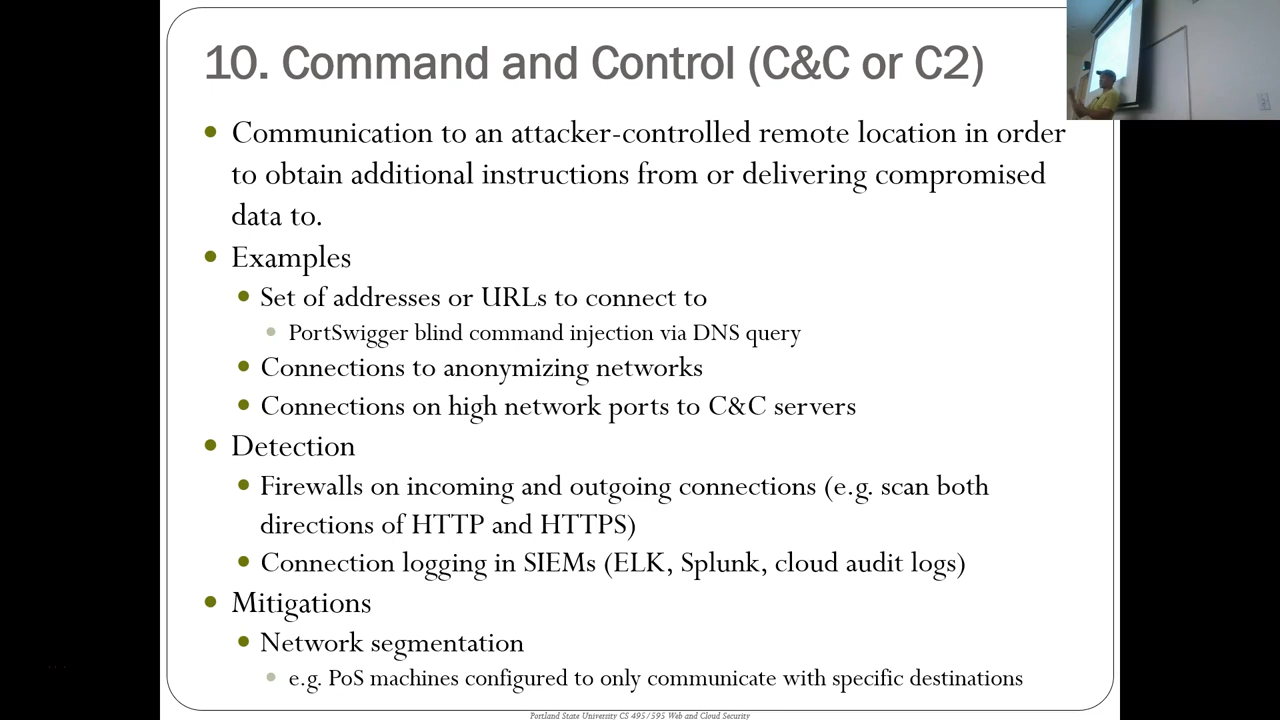 10. Command and Control (C&C or C2)
Communication to an attacker-controlled remote location in order
to obtain additional instructions from or delivering compromised
data to.
Examples
Set of addresses or URLs to connect to
PortSwigger blind command injection via DNS query
Connections to anonymizing networks
Connections on high network ports to C&C servers
Detection
Firewalls on incoming and outgoing connections (e.g. scan both
directions of HTTP and HTTPS)
Connection logging in SIEMs (ELK, Splunk, cloud audit logs)
Mitigations
Network segmentation
e.g. PoS machines configured to only communicate with specific destinations
Portland State University CS 495/595 Web and Cloud Security